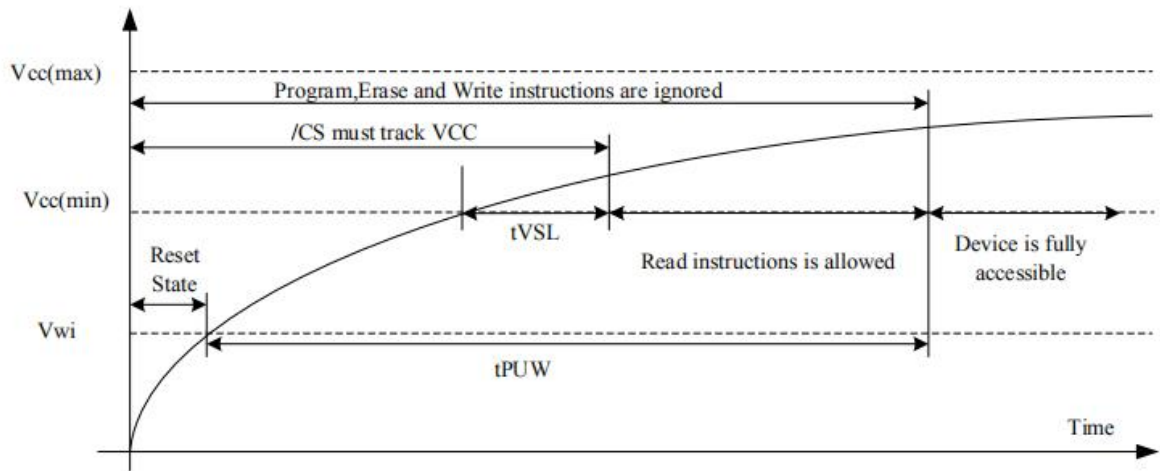 Vcc(max)
Program,Erase and Write instructions are ignored
/CS must track VCC
Vcc(min)
tVSL
Read instructions is allowed
Device is fully
accessible
Reset
State
Vwi
tPUW
Time